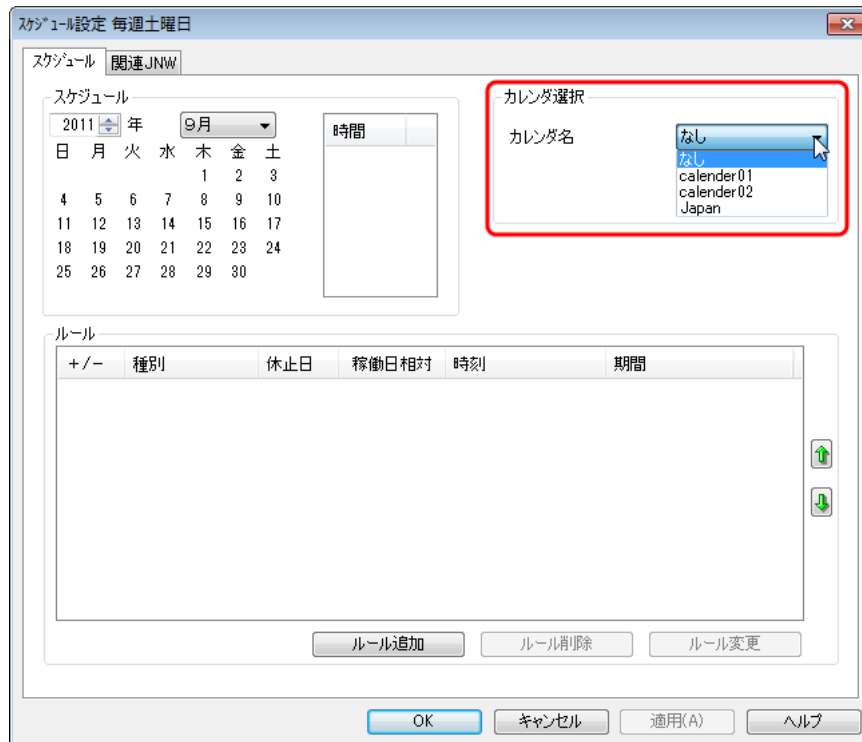 スケジュール設定 毎週土曜日
スケジュール 関連JNW
スケジュール
2011 年 9月
日 月 火 水 木 金 土
1 2 3
4 5 6 7 8 9 10
11 12 13 14 15 16 17
18 19 20 21 22 23 24
25 26 27 28 29 30
時間
カレンダ選択
カレンダ名 なし
なし
calender01
calender02
Japan
ルール
+/- 種別 休止日 稼働日相対 時刻 期間
ルール追加 ルール削除 ルール変更
OK キャンセル 適用(A) ヘルプ